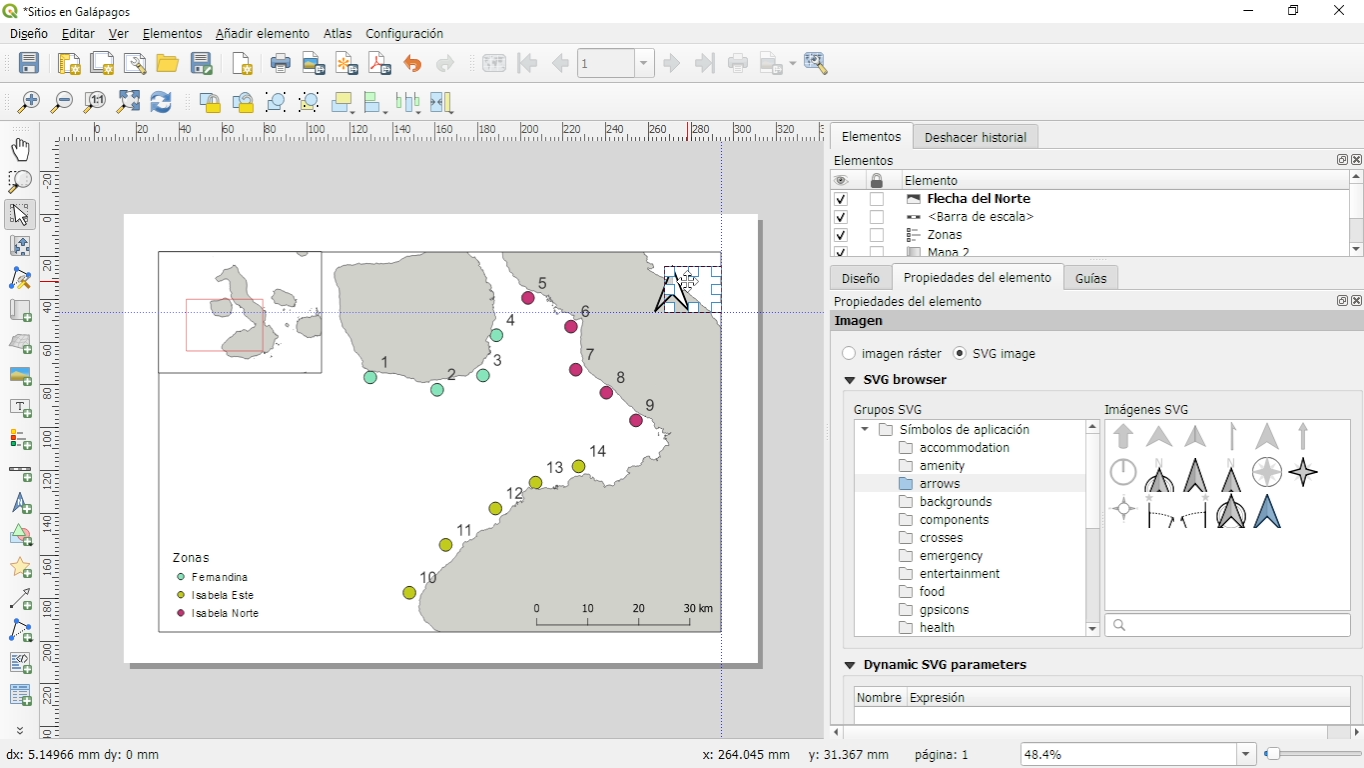 *Sitios en Galápagos
Diseño Editar Ver Elementos Añadir elemento Atlas Configuración
1
0 20 40 60 80 100 120 140 160 180 200 220 240 260 280 300 320
-20 0 20 40 60 80 100 120 140 160 180 200 220
1
2
3
4
5
6
7
8
9
14
13
12
11
10
Zonas
Fernandina
Isabela Este
Isabela Norte
0 10 20 30 km
Elementos Deshacer historial
Elementos
Elemento
Flecha del Norte
<Barra de escala>
Zonas
Mapa 2
Diseño Propiedades del elemento Guías
Propiedades del elemento
Imagen
imagen ráster SVG image
SVG browser
Grupos SVG Imágenes SVG
Símbolos de aplicación
accommodation
amenity
arrows
backgrounds
components
crosses
emergency
entertainment
food
gpsicons
health
N
N
N
Dynamic SVG parameters
Nombre Expresión
dx: 5.14966 mm dy: 0 mm x: 264.045 mm y: 31.367 mm página: 1 48.4%